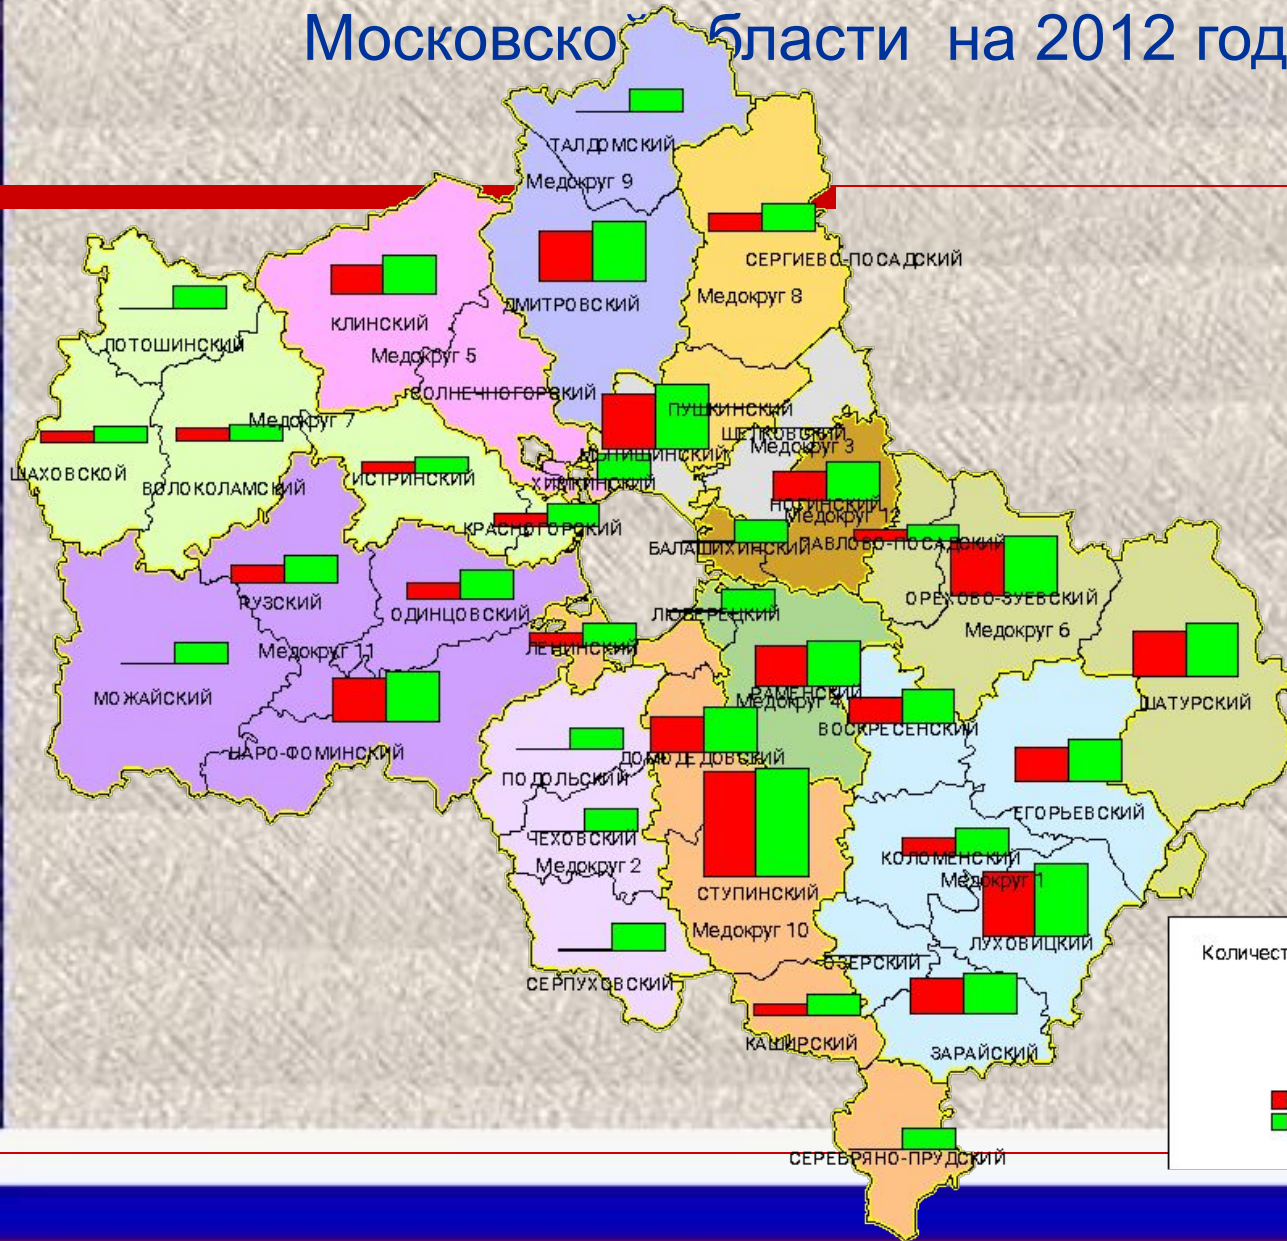 Московской области на 2012 год
ТАЛДОМСКИЙ
Медокруг 9
СЕРГИЕВО-ПОСАДСКИЙ
Медокруг 8
ДМИТРОВСКИЙ
КЛИНСКИЙ
ЛОТОШИНСКИЙ
Медокруг 5
СОЛНЕЧНОГОРСКИЙ
ПУШКИНСКИЙ
Медокруг 7
ЩЕЛКОВСКИЙ
Медокруг 3
МЫТИЩИНСКИЙ
ШАХОВСКОЙ
ВОЛОКОЛАМСКИЙ
ИСТРИНСКИЙ
ХИМКИНСКИЙ
НОГИНСКИЙ
Медокруг 12
КРАСНОГОРСКИЙ
БАЛАШИХИНСКИЙ
ПАВЛОВО-ПОСАДСКИЙ
РУЗСКИЙ
ОДИНЦОВСКИЙ
ЛЮБЕРЕЦКИЙ
ОРЕХОВО-ЗУЕВСКИЙ
Медокруг 6
ЛЕНИНСКИЙ
Медокруг 11
МОЖАЙСКИЙ
РАМЕНСКИЙ
Медокруг 4
ШАТУРСКИЙ
ВОСКРЕСЕНСКИЙ
НАРО-ФОМИНСКИЙ
ДОМОДЕДОВСКИЙ
ПОДОЛЬСКИЙ
ЕГОРЬЕВСКИЙ
ЧЕХОВСКИЙ
Медокруг 2
КОЛОМЕНСКИЙ
Медокруг 1
СТУПИНСКИЙ
Медокруг 10
ЛУХОВИЦКИЙ
Количест
ОЗЕРСКИЙ
СЕРПУХОВСКИЙ
КАШИРСКИЙ
ЗАРАЙСКИЙ
СЕРЕБРЯНО-ПРУДСКИЙ